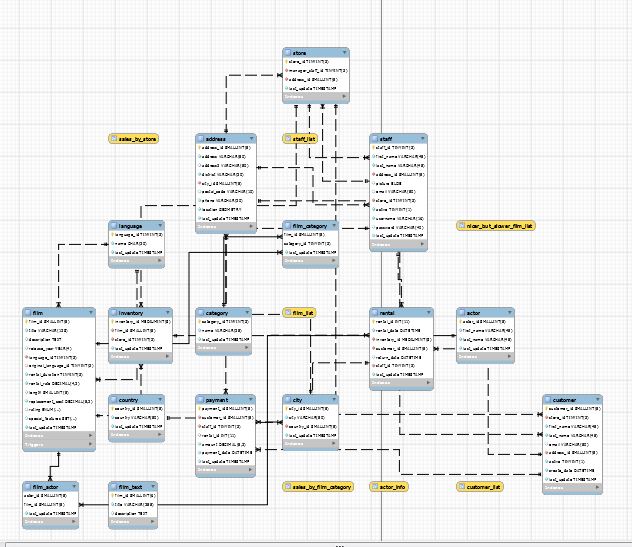 store
store_id TINYINT(3)
manager_staff_id TINYINT(3)
address_id SMALLINT(5)
last_update TIMESTAMP
Indexes
sales_by_store
address
address_id SMALLINT(5)
address VARCHAR(50)
address2 VARCHAR(50)
district VARCHAR(20)
city_id SMALLINT(5)
postal_code VARCHAR(10)
phone VARCHAR(20)
location GEOMETRY
last_update TIMESTAMP
Indexes
staff_list
staff
staff_id TINYINT(3)
first_name VARCHAR(45)
last_name VARCHAR(45)
address_id SMALLINT(5)
picture BLOB
email VARCHAR(50)
store_id TINYINT(3)
active TINYINT(1)
username VARCHAR(16)
password VARCHAR(40)
last_update TIMESTAMP
Indexes
language
language_id TINYINT(3)
name CHAR(20)
last_update TIMESTAMP
Indexes
film_category
film_id SMALLINT(5)
category_id TINYINT(3)
last_update TIMESTAMP
Indexes
nicer_but_slower_film_list
film
film_id SMALLINT(5)
title VARCHAR(128)
description TEXT
release_year YEAR(4)
language_id TINYINT(3)
original_language_id TINYINT(3)
rental_duration TINYINT(3)
rental_rate DECIMAL(4,2)
length SMALLINT(5)
replacement_cost DECIMAL(5,2)
rating ENUM(...)
special_features SET(...)
last_update TIMESTAMP
Indexes
Triggers
inventory
inventory_id MEDIUMINT(8)
film_id SMALLINT(5)
store_id TINYINT(3)
last_update TIMESTAMP
Indexes
category
category_id TINYINT(3)
name VARCHAR(25)
last_update TIMESTAMP
Indexes
film_list
rental
rental_id INT(11)
rental_date DATETIME
inventory_id MEDIUMINT(8)
customer_id SMALLINT(5)
return_date DATETIME
staff_id TINYINT(3)
last_update TIMESTAMP
Indexes
actor
actor_id SMALLINT(5)
first_name VARCHAR(45)
last_name VARCHAR(45)
last_update TIMESTAMP
Indexes
country
country_id SMALLINT(5)
country VARCHAR(50)
last_update TIMESTAMP
Indexes
payment
payment_id SMALLINT(5)
customer_id SMALLINT(5)
staff_id TINYINT(3)
rental_id INT(11)
amount DECIMAL(5,2)
payment_date DATETIME
last_update TIMESTAMP
Indexes
city
city_id SMALLINT(5)
city VARCHAR(50)
country_id SMALLINT(5)
last_update TIMESTAMP
Indexes
customer
customer_id SMALLINT(5)
store_id TINYINT(3)
first_name VARCHAR(45)
last_name VARCHAR(45)
email VARCHAR(50)
address_id SMALLINT(5)
active TINYINT(1)
create_date DATETIME
last_update TIMESTAMP
Indexes
film_actor
actor_id SMALLINT(5)
film_id SMALLINT(5)
last_update TIMESTAMP
Indexes
film_text
film_id SMALLINT(5)
title VARCHAR(255)
description TEXT
Indexes
sales_by_film_category
actor_info
customer_list